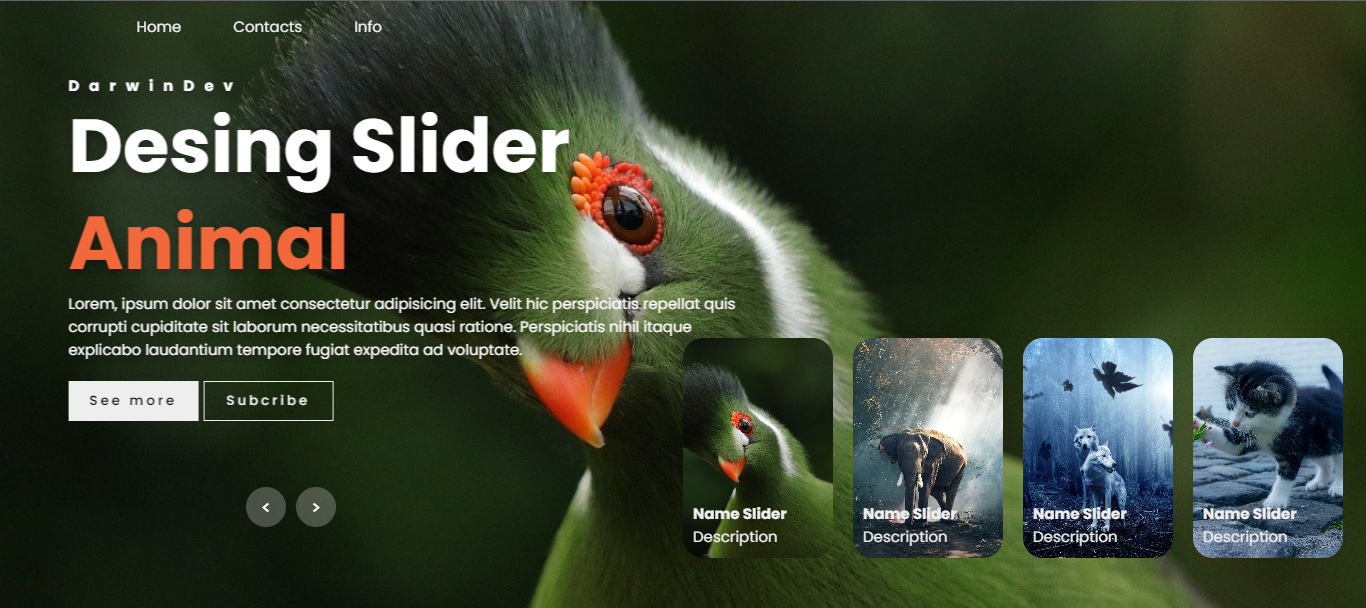 Home Contacts Info
DarwinDev
Desing Slider
Animal
Lorem, ipsum dolor sit amet consectetur adipisicing elit. Velit hic perspiciatis repellat quis
corrupti cupiditate sit laborum necessitatibus quasi ratione. Perspiciatis nihil itaque
explicabo laudantium tempore fugiat expedita ad voluptate.
See more Subcribe
Name Slider
Description
Name Slider
Description
Name Slider
Description
Name Slider
Description